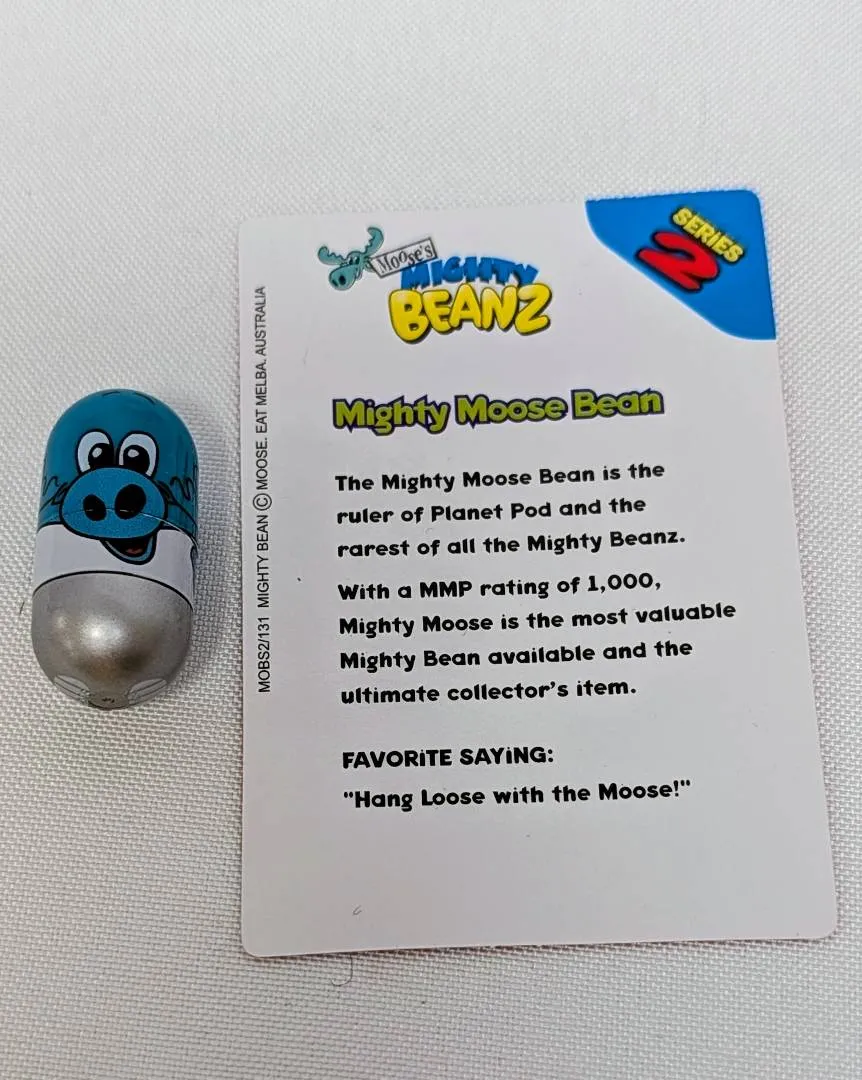 Moose's
MIGHTY
BEANZ
SERIES
2
MOBS2/131 MIGHTY BEAN © MOOSE. EAT MELBA. AUSTRALIA
Mighty Moose Bean
The Mighty Moose Bean is the
ruler of Planet Pod and the
rarest of all the Mighty Beanz.
With a MMP rating of 1,000,
Mighty Moose is the most valuable
Mighty Bean available and the
ultimate collector's item.
FAVORiTE SAYiNG:
"Hang Loose with the Moose!"